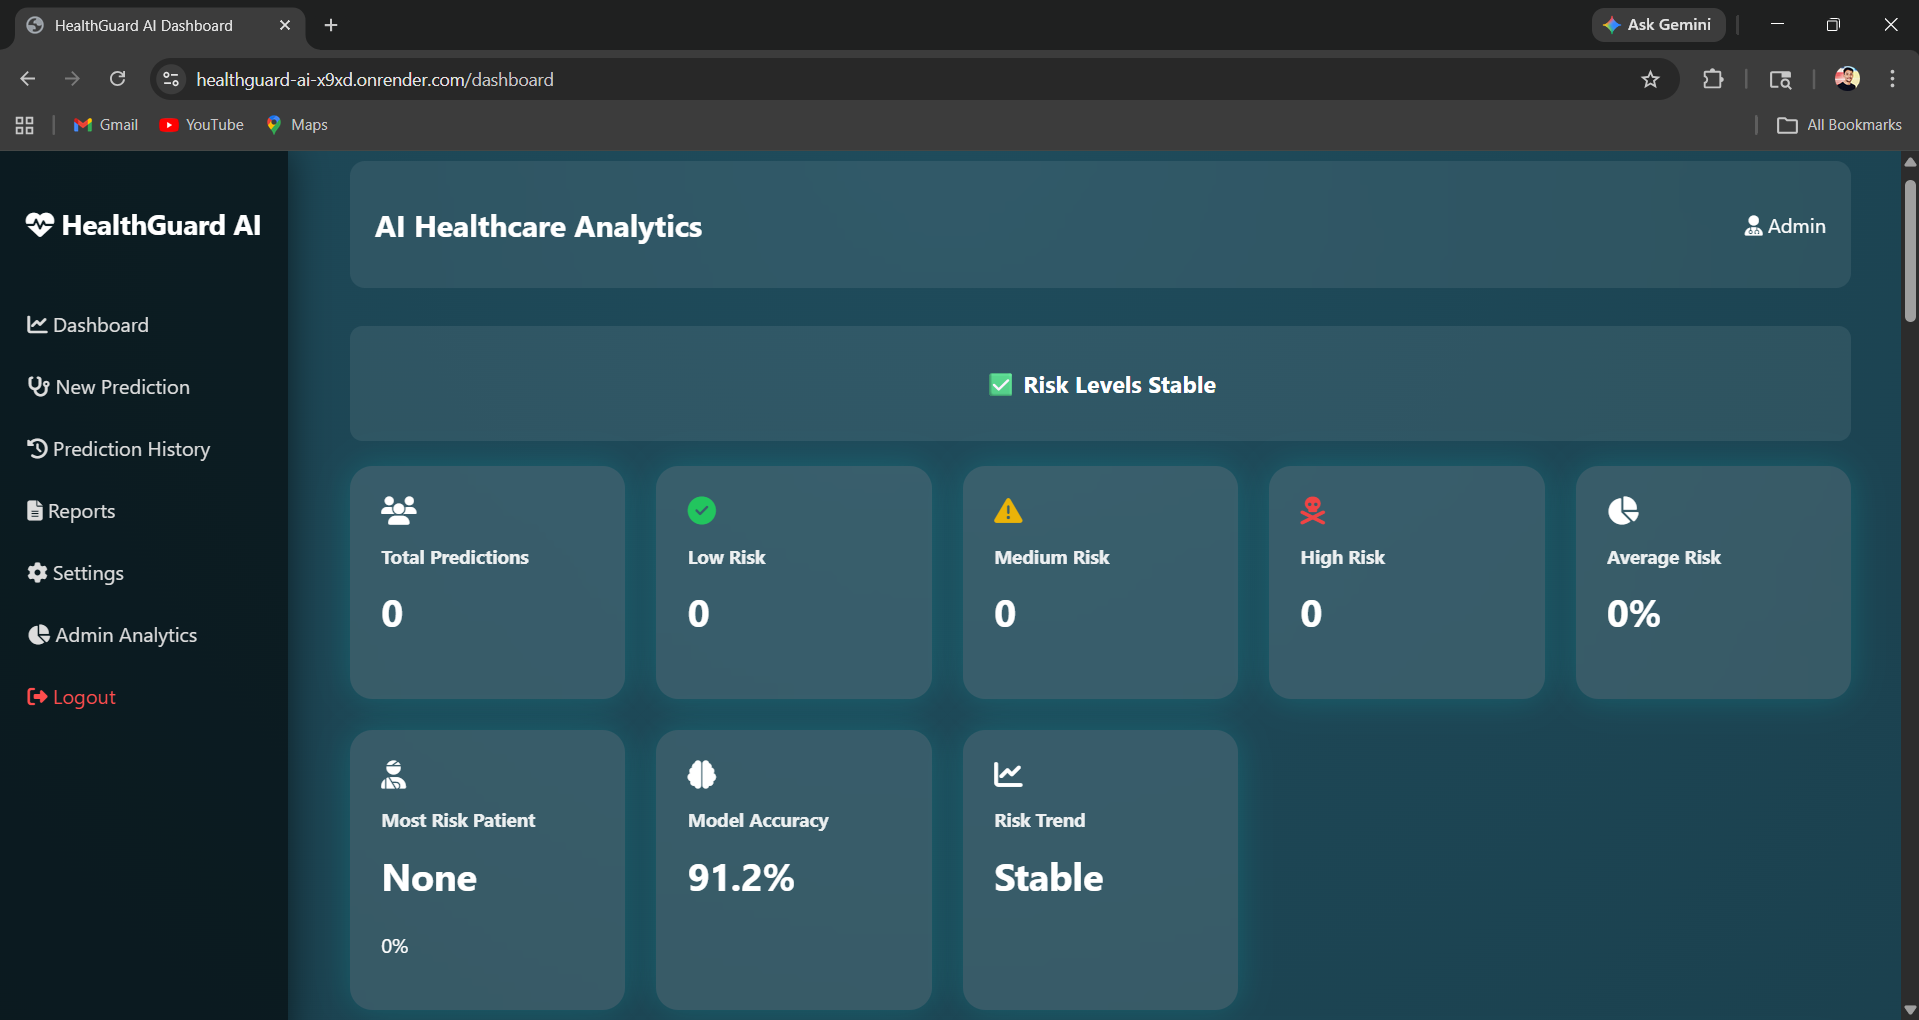 HealthGuard AI Dashboard
Ask Gemini
healthguard-ai-x9xd.onrender.com/dashboard
Gmail
YouTube
Maps
All Bookmarks
HealthGuard AI
Dashboard
New Prediction
Prediction History
Reports
Settings
Admin Analytics
Logout
AI Healthcare Analytics
Admin
Risk Levels Stable
Total Predictions
0
Low Risk
0
Medium Risk
0
High Risk
0
Average Risk
0%
Most Risk Patient
None
0%
Model Accuracy
91.2%
Risk Trend
Stable